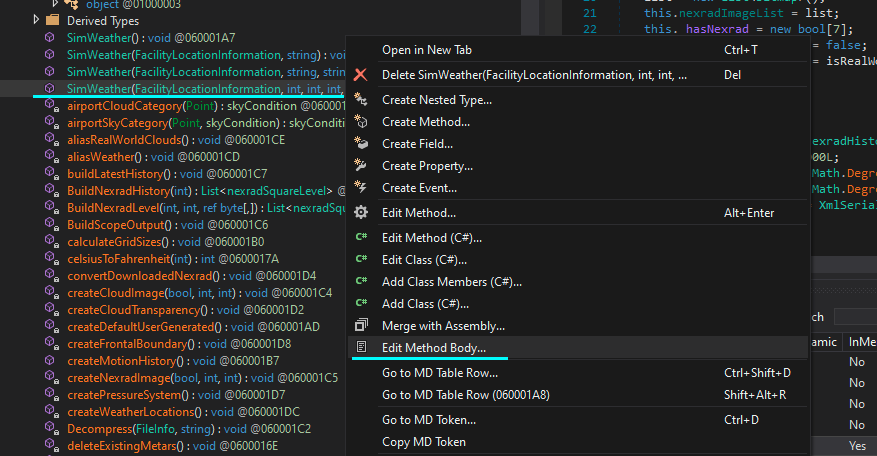 object @01000003
Derived Types
SimWeather() : void @060001A7
SimWeather(FacilityLocationInformation, string) : voi
SimWeather(FacilityLocationInformation, string, stri
SimWeather(FacilityLocationInformation, int, int, int,
airportCloudCategory(Point) : skyCondition @06000
airportSkyCategory(Point, skyCondition) : skyConditi
aliasRealWorldClouds() : void @060001CE
aliasWeather() : void @060001CD
buildLatestHistory() : void @060001C7
BuildNexradHistory(int) : List<nexradSquareLevel> @
BuildNexradLevel(int, int, ref byte[,]) : List<nexradSqu
BuildScopeOutput() : void @060001C6
calculateGridSizes() : void @060001B0
celsiusToFahrenheit(int) : int @0600017A
convertDownloadedNexrad() : void @060001D4
createCloudImage(bool, int, int) : void @060001C4
createCloudTransparency() : void @060001D2
createDefaultUserGenerated() : void @060001AD
createFrontalBoundary() : void @060001D8
createMotionHistory() : void @060001B7
createNexradImage(bool, int, int) : void @060001C5
createPressureSystem() : void @060001D7
createWeatherLocations() : void @060001DC
Decompress(FileInfo, string) : void @060001C2
deleteExistingMetars() : void @0600016E
Open in New Tab Ctrl+T
Delete SimWeather(FacilityLocationInformation, int, int, ... Del
Create Nested Type...
Create Method...
Create Field...
Create Property...
Create Event...
Edit Method... Alt+Enter
C# Edit Method (C#)...
C# Edit Class (C#)...
C# Add Class Members (C#)...
C# Add Class (C#)...
Merge with Assembly...
Edit Method Body...
Go to MD Table Row... Ctrl+Shift+D
Go to MD Table Row (060001A8) Shift+Alt+R
Go to MD Token... Ctrl+D
Copy MD Token
21 this.nexradImageList = list;
22 this. hasNexrad = new bool[7];
= false;
= isRealWo
exradHisto
00L;
Math.Degre
Math.Degre
XmlSerial
ch
amic InMe
No
No
No
No
Yes